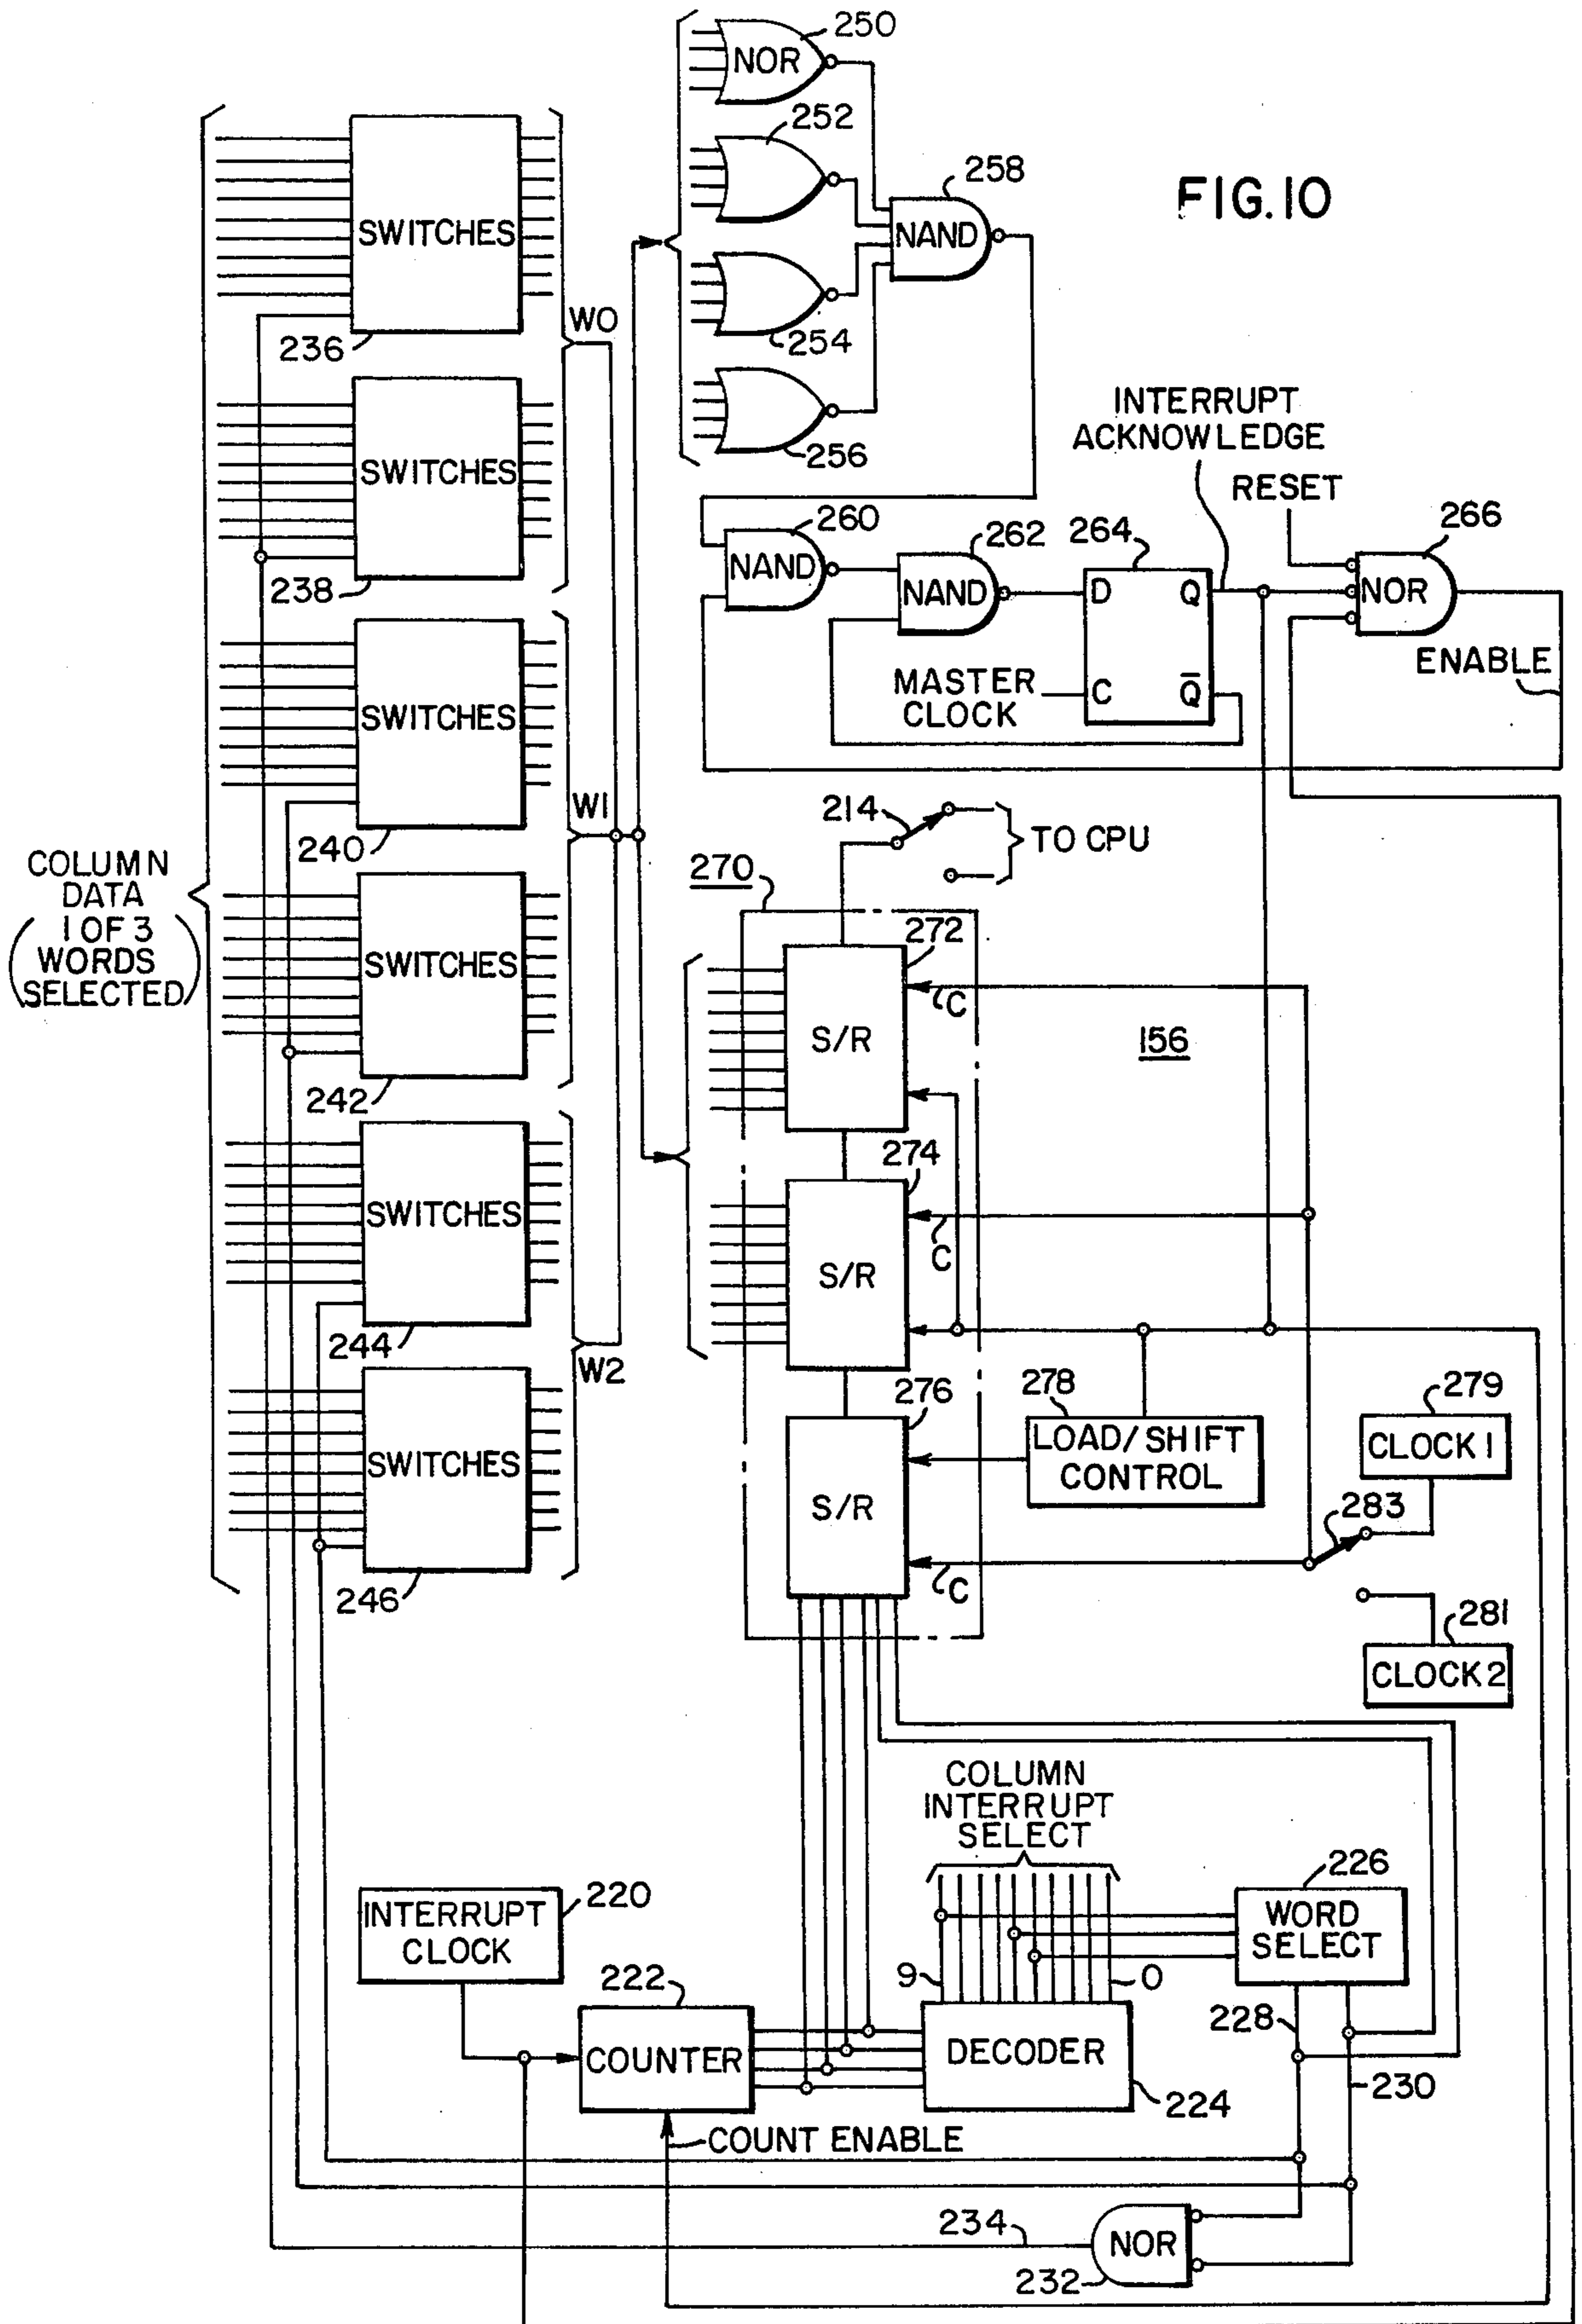 250
NOR
252
258
FIG. 10
NAND
254
256
SWITCHES
236
W0
SWITCHES
238
INTERRUPT
ACKNOWLEDGE
RESET
260
NAND
262
NAND
264
D
Q
C
Q̅
MASTER
CLOCK
266
NOR
ENABLE
SWITCHES
240
W1
214
TO CPU
COLUMN
DATA
(1 OF 3
WORDS
SELECTED)
SWITCHES
242
270
272
S/R
C
156
SWITCHES
244
W2
274
S/R
C
SWITCHES
246
276
S/R
C
278
LOAD/SHIFT
CONTROL
279
CLOCK 1
283
281
CLOCK 2
COLUMN
INTERRUPT
SELECT
226
WORD
SELECT
INTERRUPT
CLOCK
220
222
COUNTER
9
0
DECODER
224
228
230
COUNT ENABLE
234
NOR
232